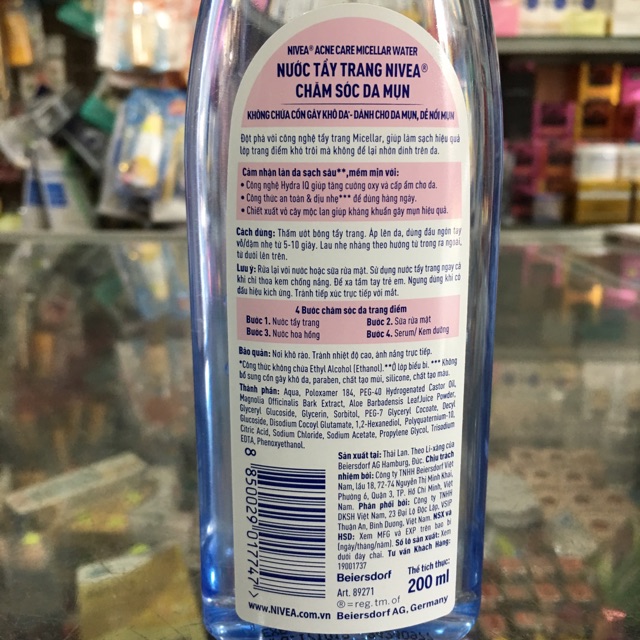 NIVEA® ACNE CARE MICELLAR WATER
NƯỚC TẨY TRANG NIVEA®
CHĂM SÓC DA MỤN
KHÔNG CHỨA CỒN GÂY KHÔ DA*- DÀNH CHO DA MỤN, DỄ NỔI MỤN
Đột phá với công nghệ tẩy trang Micellar, giúp làm sạch hiệu quả
lớp trang điểm khó trôi mà không để lại nhờn dính trên da.
Cảm nhận làn da sạch sâu**,mềm mịn với:
• Công nghệ Hydra IQ giúp tăng cường oxy và cấp ẩm cho da.
• Công thức an toàn & dịu nhẹ*** để dùng hàng ngày.
• Chiết xuất vỏ cây mộc lan giúp kháng khuẩn gây mụn hiệu quả.
Cách dùng: Thấm ướt bông tẩy trang. Áp lên da, dùng đầu ngón tay
vỗ/dặm nhẹ từ 5-10 giây. Lau nhẹ nhàng theo hướng từ trong ra ngoài,
từ dưới lên trên.
Lưu ý: Rửa lại với nước hoặc sữa rửa mặt. Sử dụng nước tẩy trang ngay cả
khi chỉ thoa kem chống nắng. Để xa tầm tay trẻ em. Ngưng dùng khi có
dấu hiệu kích ứng. Tránh tiếp xúc trực tiếp với mắt.
4 Bước chăm sóc da trang điểm
Bước 1. Nước tẩy trang Bước 2. Sữa rửa mặt
Bước 3. Nước hoa hồng Bước 4. Serum/ Kem dưỡng
Bảo quản: Nơi khô ráo. Tránh nhiệt độ cao, ánh nắng trực tiếp.
*Công thức không chứa Ethyl Alcohol (Ethanol).**Ở lớp biểu bì. *** Không
bổ sung cồn gây khô da, paraben, chất tạo mùi, silicone, chất tạo màu.
Thành phần: Aqua, Poloxamer 184, PEG-40 Hydrogenated Castor Oil,
Magnolia Officinalis Bark Extract, Aloe Barbadensis Leaf Juice Powder,
Glyceryl Glucoside, Glycerin, Sorbitol, PEG-7 Glyceryl Cocoate, Decyl
Glucoside, Disodium Cocoyl Glutamate, 1,2-Hexanediol, Polyquaternium-10,
Citric Acid, Sodium Chloride, Sodium Acetate, Propylene Glycol, Trisodium
EDTA, Phenoxyethanol.
8 850029 017747 >
Sản xuất tại: Thái Lan. Theo Li-xăng của
Beiersdorf AG Hamburg, Đức. Chịu trách
nhiệm bởi: Công ty TNHH Beiersdorf Việt
Nam, lầu 18, 72-74 Nguyễn Thị Minh Khai,
Phường 6, Quận 3, TP. Hồ Chí Minh, Việt
Nam. Phân phối bởi: Công ty TNHH
DKSH Việt Nam, 23 Đại Lộ Độc Lập, VSIP
Thuận An, Bình Dương, Việt Nam. NSX và
HSD: Xem MFG và EXP trên bao bì
(ngày/tháng/năm). Số lô sản xuất: Xem
dưới đáy chai. Tư vấn Khách Hàng:
19001737
Beiersdorf
Art. 89271
Thể tích thực:
200 ml
®=reg. tm. of
www.NIVEA.com.vn Beiersdorf AG, Germany